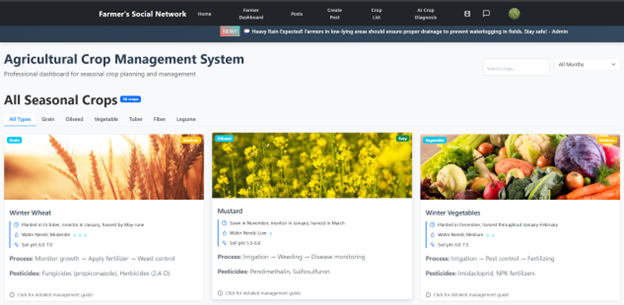 Farmer's Social Network
Home
Farmer Dashboard
Posts
Create Post
Crop List
AI Crop Diagnosis
NEW! Heavy Rain Expected! Farmers in low-lying areas should ensure proper drainage to prevent waterlogging in fields. Stay safe! - Admin
Agricultural Crop Management System
Professional dashboard for seasonal crop planning and management
Search crops...
All Months
All Seasonal Crops
crops
All Types
Grain
Oilseed
Vegetable
Tuber
Fiber
Legume
Grain
Medium
Oilseed
Easy
Vegetable
Medium
Winter Wheat
Planted in October, monitor in January, harvest by May-June
Water Needs: Moderate
Soil pH: 6.0-7.5
Process: Monitor growth → Apply fertilizer → Weed control
Pesticides: Fungicides (propiconazole), Herbicides (2,4-D)
Click for detailed management guide
Mustard
Sown in November, monitor in January, harvest in March
Water Needs: Low
Soil pH: 5.5-6.8
Process: Irrigation → Weeding → Disease monitoring
Pesticides: Pendimethalin, Sulfosulfuron
Click for detailed management guide
Winter Vegetables
Planted in December, harvest throughout January-February
Water Needs: Medium
Soil pH: 6.0-7.5
Process: Irrigation → Pest control → Fertilizing
Pesticides: Imidacloprid, NPK fertilizers
Click for detailed management guide